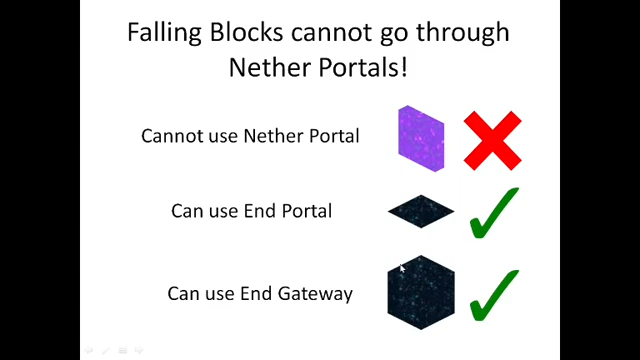 Falling Blocks cannot go through
Nether Portals!
Cannot use Nether Portal
Can use End Portal
Can use End Gateway